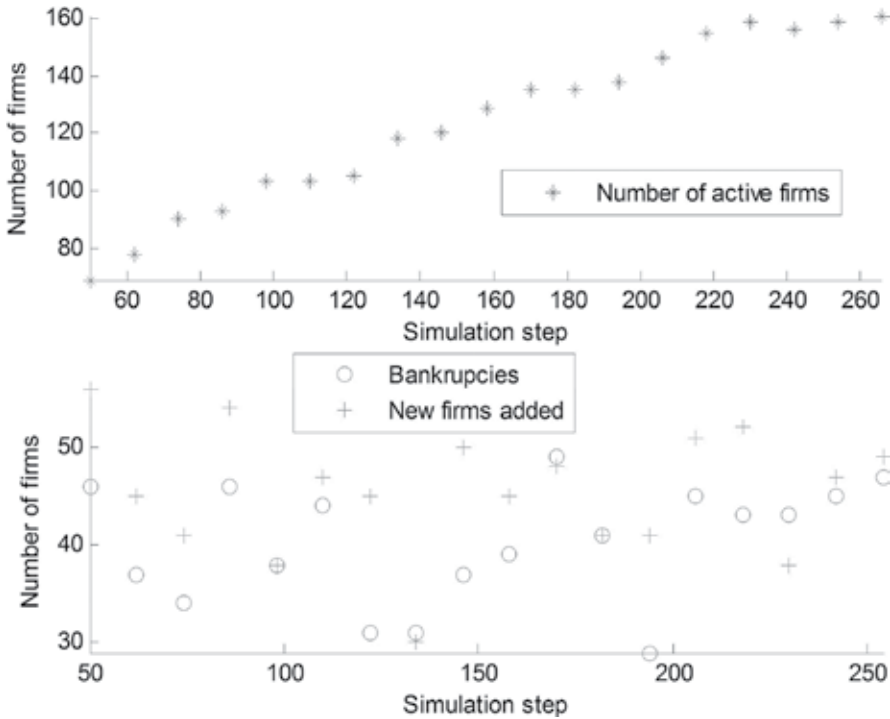 Number of firms
160
140
120
100
80
Number of active firms
60 80 100 120 140 160 180 200 220 240 260
Simulation step
Bankrupcies
New firms added
Number of firms
50
40
30
50 100 150 200 250
Simulation step